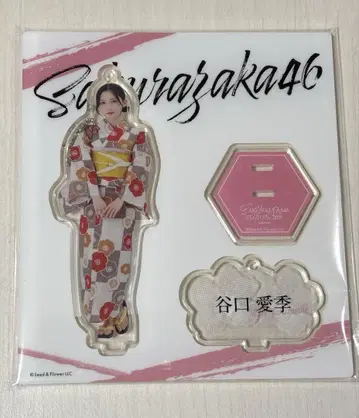 Sakurazaka46
谷口 愛季
© Seed & Flower LLC